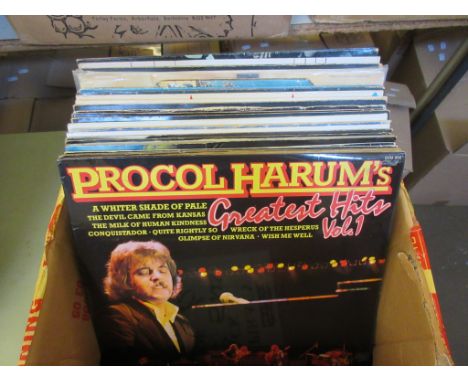 PROCOL HARUM's
Greatest Hits
Vol.1
A WHITER SHADE OF PALE
THE DEVIL CAME FROM KANSAS
THE MILK OF HUMAN KINDNESS
WRECK OF THE HESPERUS
CONQUISTADOR · QUITE RIGHTLY SO
GLIMPSE OF NIRVANA · WISH ME WELL